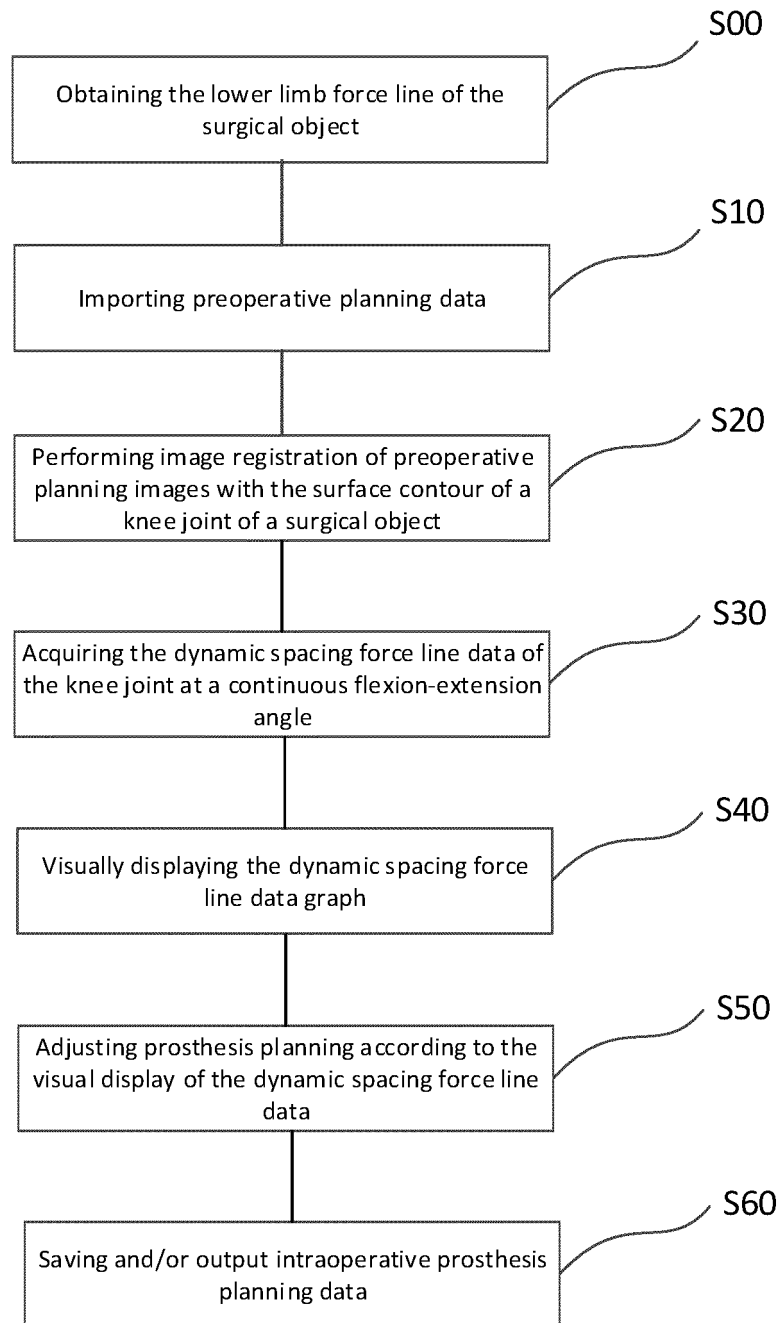 S00
Obtaining the lower limb force line of the
surgical object
S10
Importing preoperative planning data
S20
Performing image registration of preoperative
planning images with the surface contour of a
knee joint of a surgical object
S30
Acquiring the dynamic spacing force line data of
the knee joint at a continuous flexion-extension
angle
S40
Visually displaying the dynamic spacing force
line data graph
S50
Adjusting prosthesis planning according to the
visual display of the dynamic spacing force line
data
S60
Saving and/or output intraoperative prosthesis
planning data